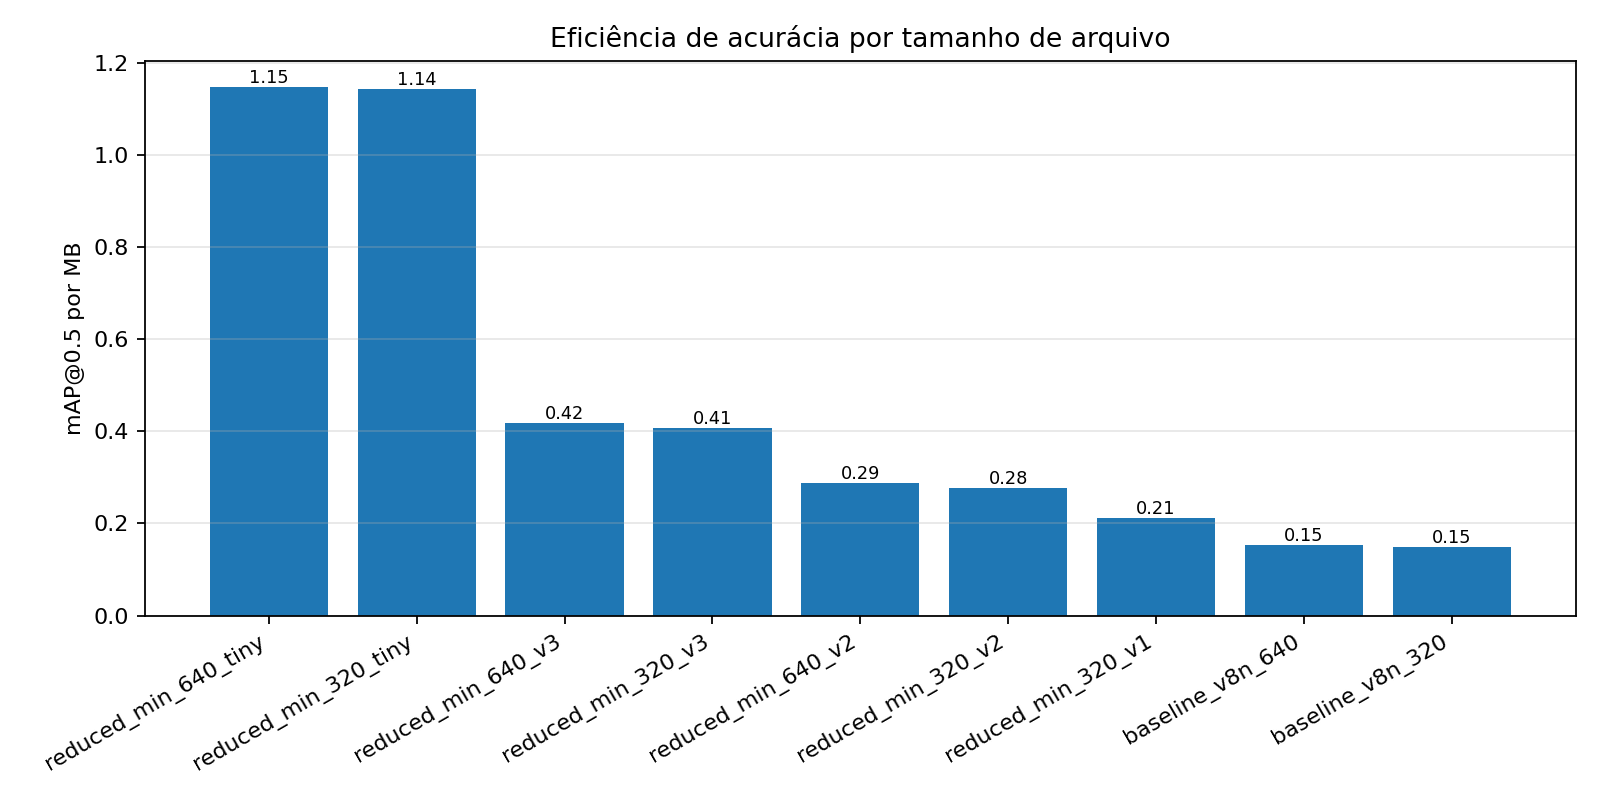 Eficiência de acurácia por tamanho de arquivo
mAP@0.5 por MB
1.2
1.0
0.8
0.6
0.4
0.2
0.0
1.15
1.14
0.42
0.41
0.29
0.28
0.21
0.15
0.15
reduced_min_640_tiny
reduced_min_320_tiny
reduced_min_640_v3
reduced_min_320_v3
reduced_min_640_v2
reduced_min_320_v2
reduced_min_320_v1
baseline_v8n_640
baseline_v8n_320